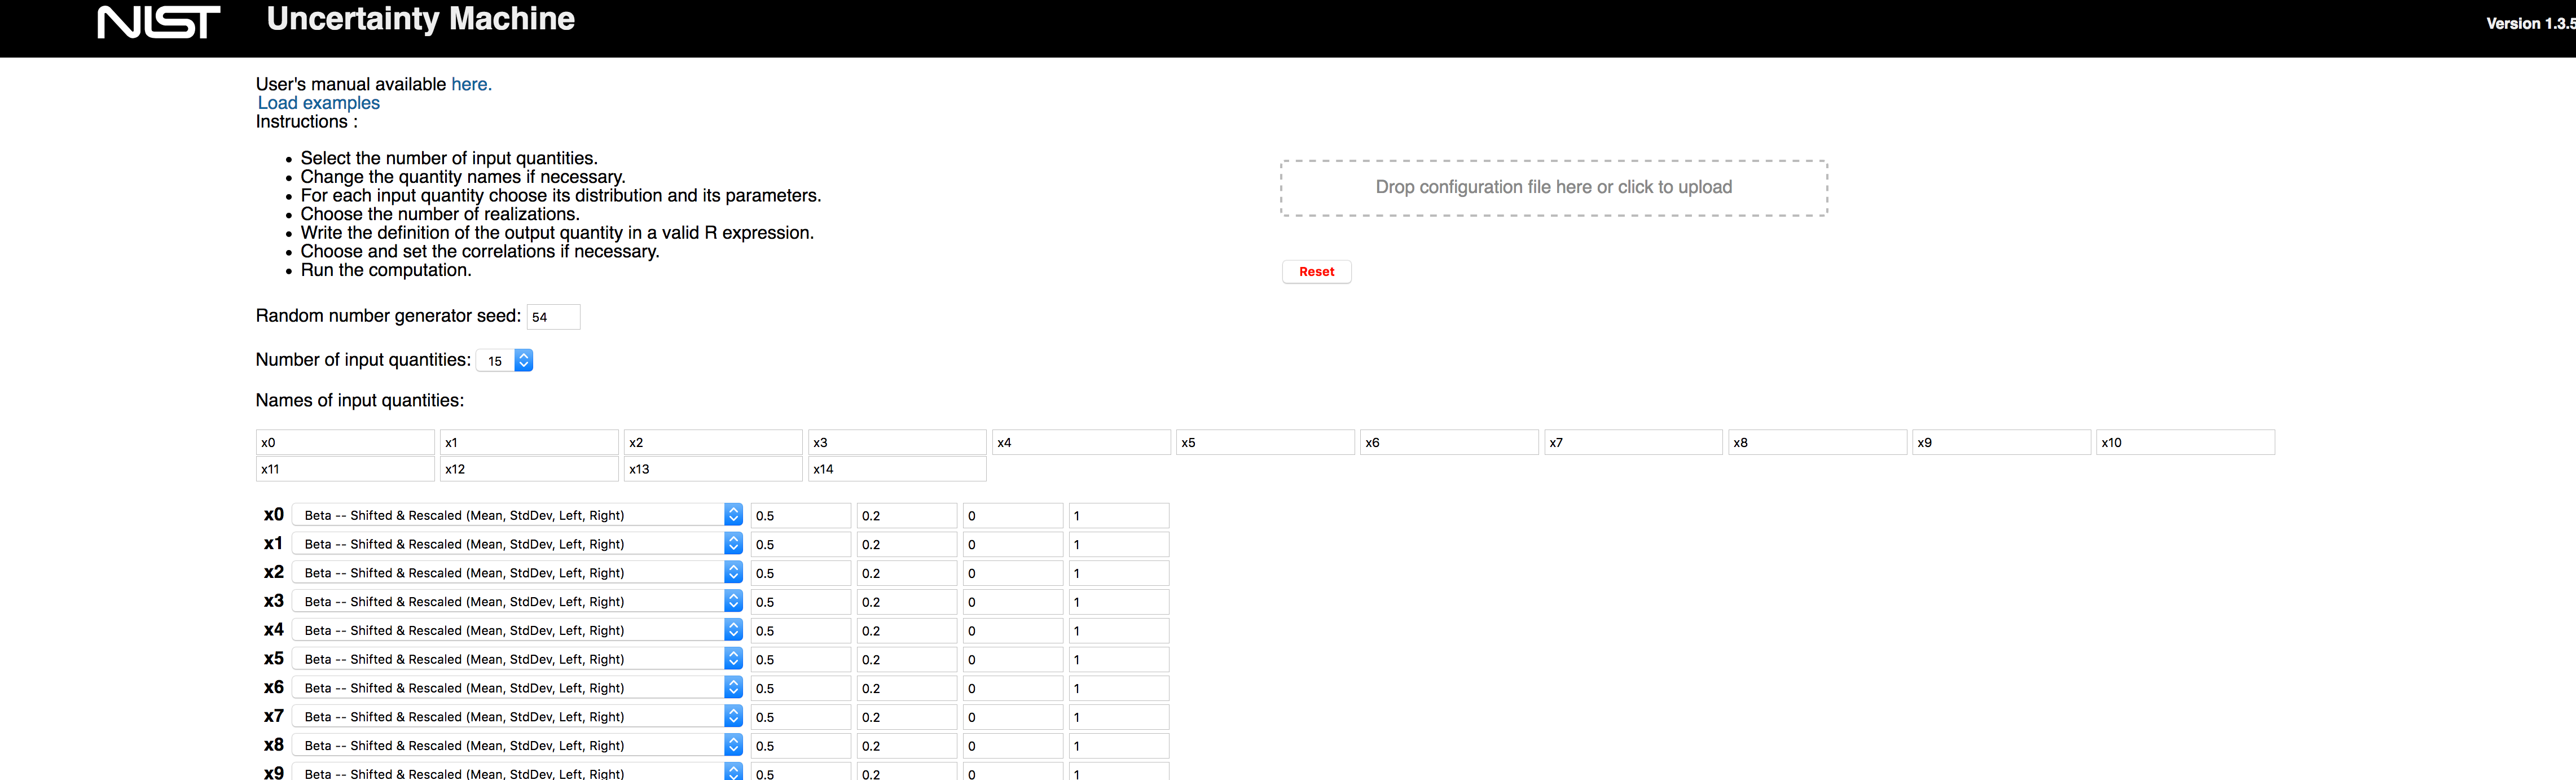 NIST Uncertainty Machine Version 1.3.5
User's manual available here.
Load examples
Instructions :
Select the number of input quantities.
Change the quantity names if necessary.
For each input quantity choose its distribution and its parameters.
Choose the number of realizations.
Write the definition of the output quantity in a valid R expression.
Choose and set the correlations if necessary.
Run the computation.
Drop configuration file here or click to upload
Reset
Random number generator seed: 54
Number of input quantities: 15
Names of input quantities:
x0 x1 x2 x3 x4 x5 x6 x7 x8 x9 x10
x11 x12 x13 x14
x0 Beta -- Shifted & Rescaled (Mean, StdDev, Left, Right) 0.5 0.2 0 1
x1 Beta -- Shifted & Rescaled (Mean, StdDev, Left, Right) 0.5 0.2 0 1
x2 Beta -- Shifted & Rescaled (Mean, StdDev, Left, Right) 0.5 0.2 0 1
x3 Beta -- Shifted & Rescaled (Mean, StdDev, Left, Right) 0.5 0.2 0 1
x4 Beta -- Shifted & Rescaled (Mean, StdDev, Left, Right) 0.5 0.2 0 1
x5 Beta -- Shifted & Rescaled (Mean, StdDev, Left, Right) 0.5 0.2 0 1
x6 Beta -- Shifted & Rescaled (Mean, StdDev, Left, Right) 0.5 0.2 0 1
x7 Beta -- Shifted & Rescaled (Mean, StdDev, Left, Right) 0.5 0.2 0 1
x8 Beta -- Shifted & Rescaled (Mean, StdDev, Left, Right) 0.5 0.2 0 1
x9 Beta -- Shifted & Rescaled (Mean, StdDev, Left, Right) 0.5 0.2 0 1